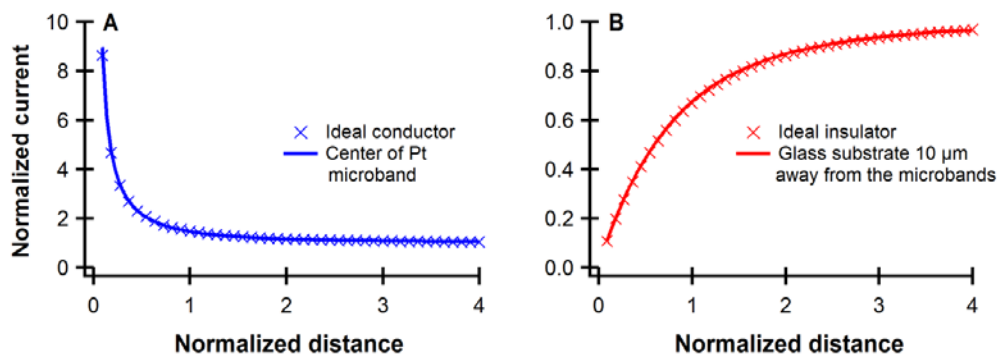 A
10
8
6
4
2
0
Normalized current
Ideal conductor
Center of Pt
microband
0
1
2
3
4
Normalized distance
B
1.0
0.8
0.6
0.4
0.2
0.0
Ideal insulator
Glass substrate 10 μm
away from the microbands
0
1
2
3
4
Normalized distance